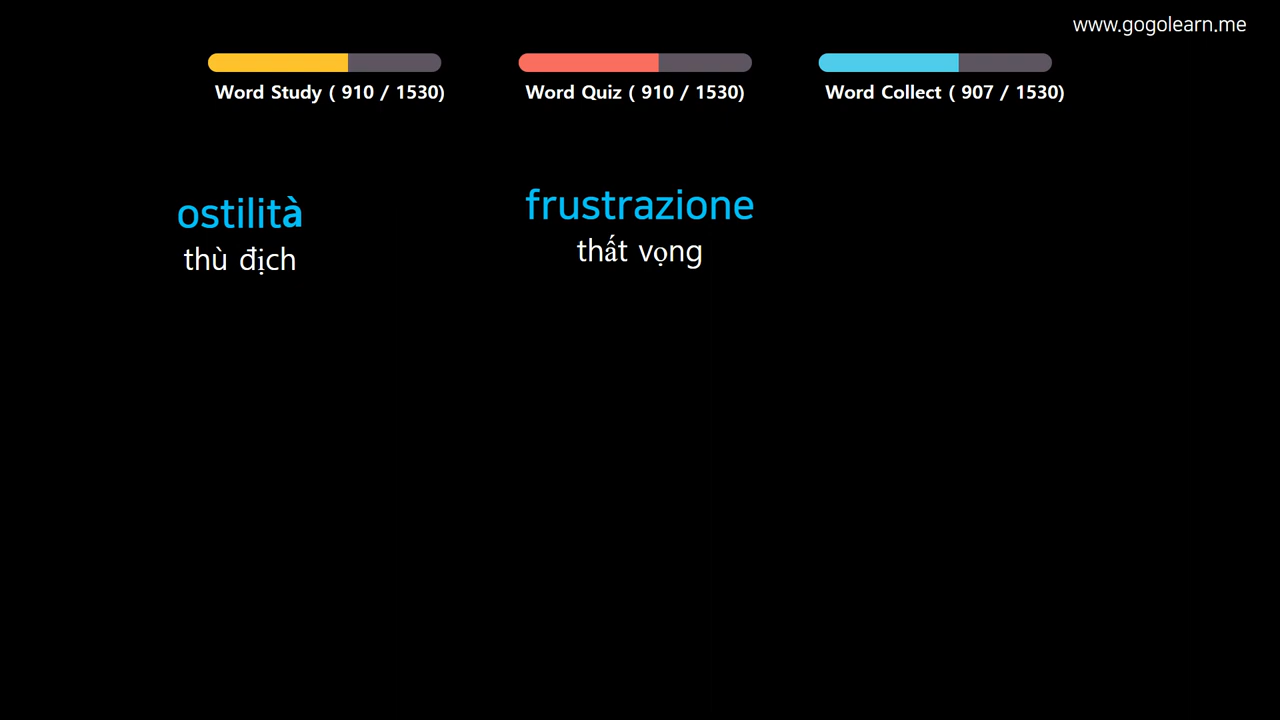 www.gogolearn.me
Word Study ( 910 / 1530)
Word Quiz ( 910 / 1530)
Word Collect ( 907 / 1530)
ostilità
thù địch
frustrazione
thất vọng